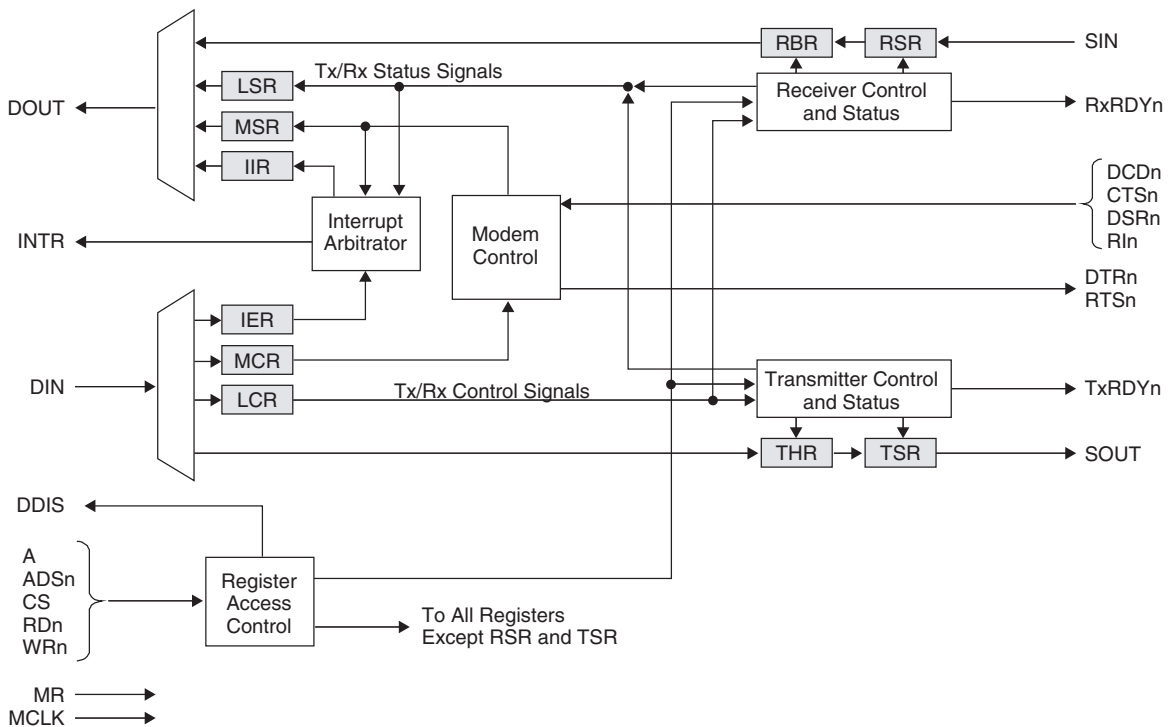 RBR
RSR
SIN
Tx/Rx Status Signals
LSR
Receiver Control
and Status
DOUT
RxRDYn
MSR
IIR
DCDn
CTSn
DSRn
RIn
Interrupt
Arbitrator
Modem
Control
INTR
DTRn
RTSn
IER
MCR
DIN
LCR
Tx/Rx Control Signals
Transmitter Control
and Status
TxRDYn
THR
TSR
SOUT
DDIS
A
ADSn
CS
RDn
WRn
Register
Access
Control
To All Registers
Except RSR and TSR
MR
MCLK